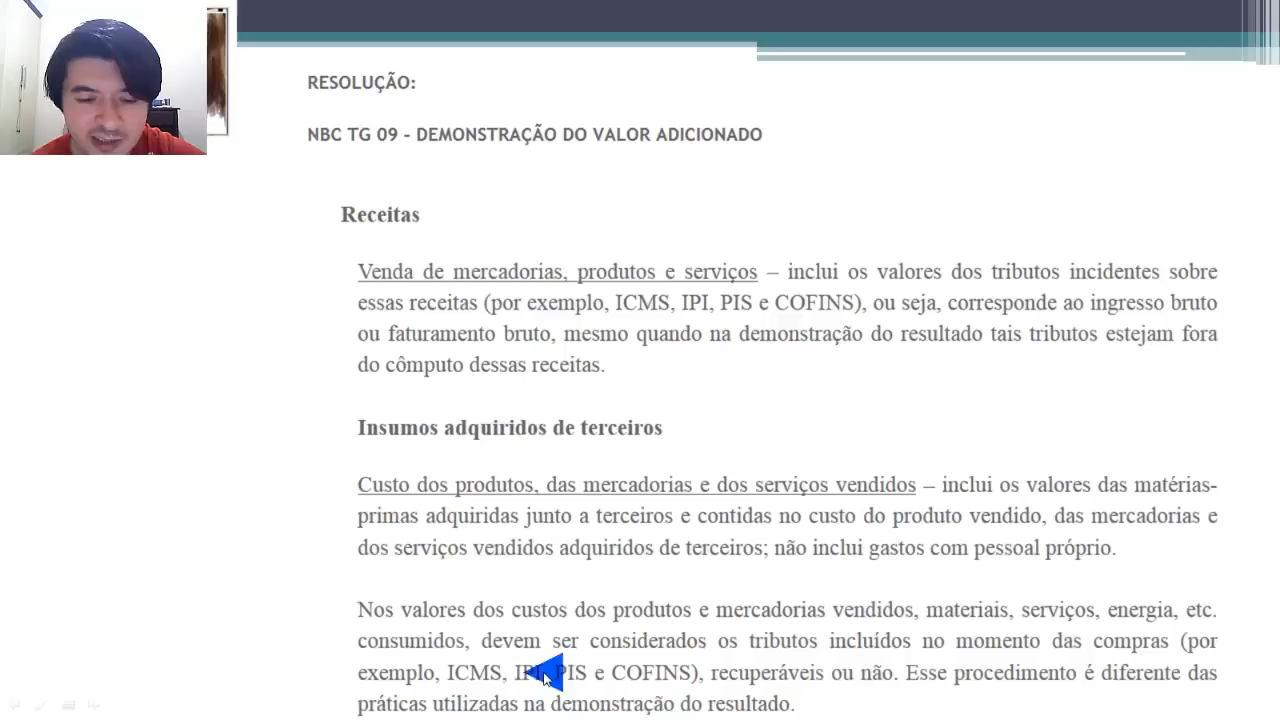 RESOLUÇÃO:
NBC TG 09 – DEMONSTRAÇÃO DO VALOR ADICIONADO
Receitas
Venda de mercadorias, produtos e serviços – inclui os valores dos tributos incidentes sobre
essas receitas (por exemplo, ICMS, IPI, PIS e COFINS), ou seja, corresponde ao ingresso bruto
ou faturamento bruto, mesmo quando na demonstração do resultado tais tributos estejam fora
do cômputo dessas receitas.
Insumos adquiridos de terceiros
Custo dos produtos, das mercadorias e dos serviços vendidos – inclui os valores das matérias-
primas adquiridas junto a terceiros e contidas no custo do produto vendido, das mercadorias e
dos serviços vendidos adquiridos de terceiros; não inclui gastos com pessoal próprio.
Nos valores dos custos dos produtos e mercadorias vendidos, materiais, serviços, energia, etc.
consumidos, devem ser considerados os tributos incluídos no momento das compras (por
exemplo, ICMS, IPI, PIS e COFINS), recuperáveis ou não. Esse procedimento é diferente das
práticas utilizadas na demonstração do resultado.